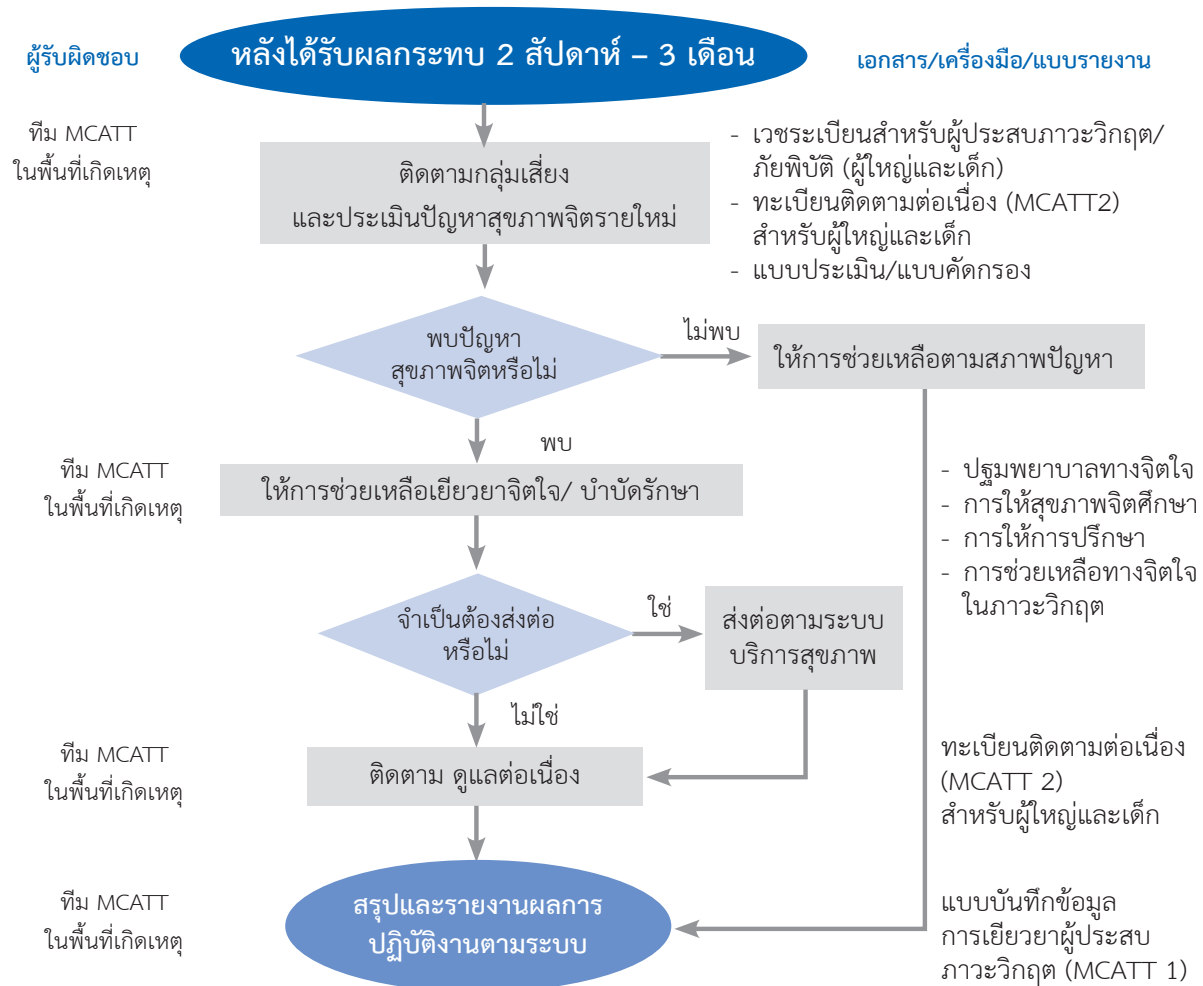 ผู้รับผิดชอบ
หลังได้รับผลกระทบ 2 สัปดาห์ – 3 เดือน
เอกสาร/เครื่องมือ/แบบรายงาน
ทีม MCATT
ในพื้นที่เกิดเหตุ
ติดตามกลุ่มเสี่ยง
และประเมินปัญหาสุขภาพจิตรายใหม่
- เวชระเบียนสำหรับผู้ประสบภาวะวิกฤต/
ภัยพิบัติ (ผู้ใหญ่และเด็ก)
- ทะเบียนติดตามต่อเนื่อง (MCATT2)
สำหรับผู้ใหญ่และเด็ก
- แบบประเมิน/แบบคัดกรอง
พบปัญหา
สุขภาพจิตหรือไม่
ไม่พบ
ให้การช่วยเหลือตามสภาพปัญหา
พบ
ทีม MCATT
ในพื้นที่เกิดเหตุ
ให้การช่วยเหลือเยียวยาจิตใจ/ บำบัดรักษา
- ปฐมพยาบาลทางจิตใจ
- การให้สุขภาพจิตศึกษา
- การให้การปรึกษา
- การช่วยเหลือทางจิตใจ
ในภาวะวิกฤต
จำเป็นต้องส่งต่อ
หรือไม่
ใช่
ส่งต่อตามระบบ
บริการสุขภาพ
ไม่ใช่
ทีม MCATT
ในพื้นที่เกิดเหตุ
ติดตาม ดูแลต่อเนื่อง
ทะเบียนติดตามต่อเนื่อง
(MCATT 2)
สำหรับผู้ใหญ่และเด็ก
ทีม MCATT
ในพื้นที่เกิดเหตุ
สรุปและรายงานผลการ
ปฏิบัติงานตามระบบ
แบบบันทึกข้อมูล
การเยียวยาผู้ประสบ
ภาวะวิกฤต (MCATT 1)